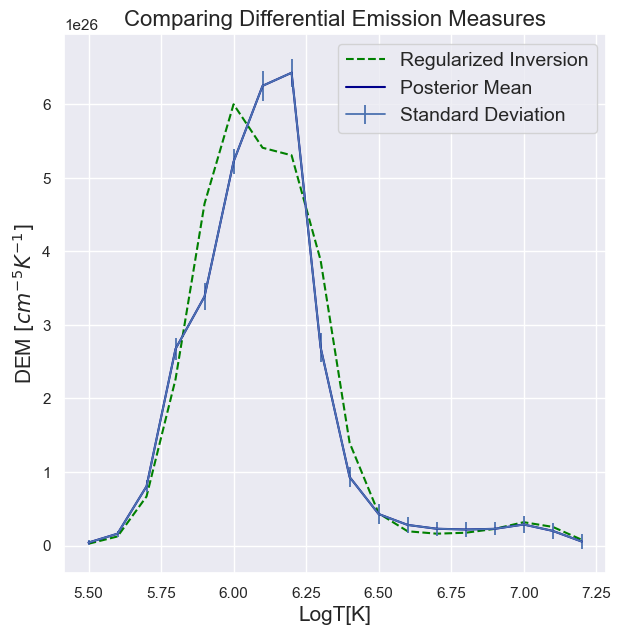 Comparing Differential Emission Measures
1e26
Regularized Inversion
Posterior Mean
Standard Deviation
6
5
4
3
2
1
0
DEM [cm⁻⁵K⁻¹]
5.50 5.75 6.00 6.25 6.50 6.75 7.00 7.25
LogT[K]